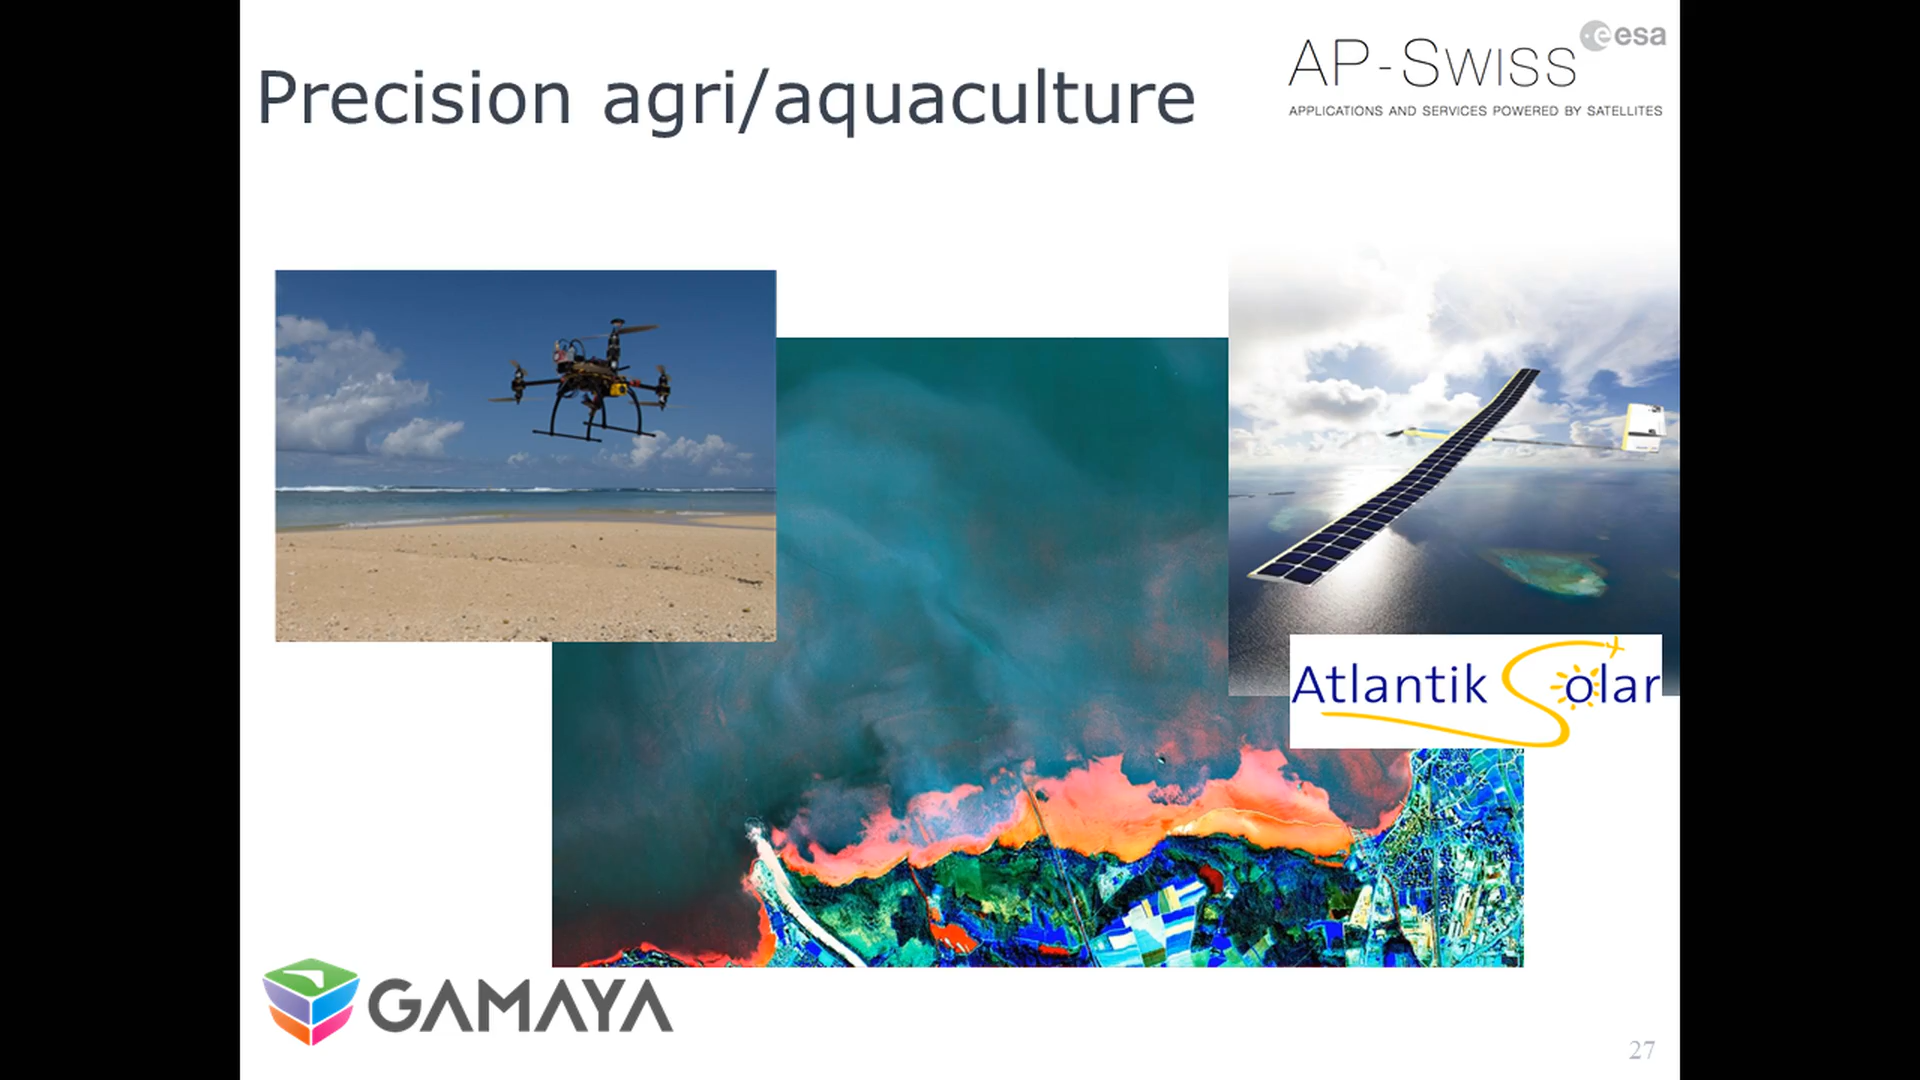 Precision agri/aquaculture
esa
AP-SWISS
APPLICATIONS AND SERVICES POWERED BY SATELLITES
Atlantik Solar
GAMAYA
27